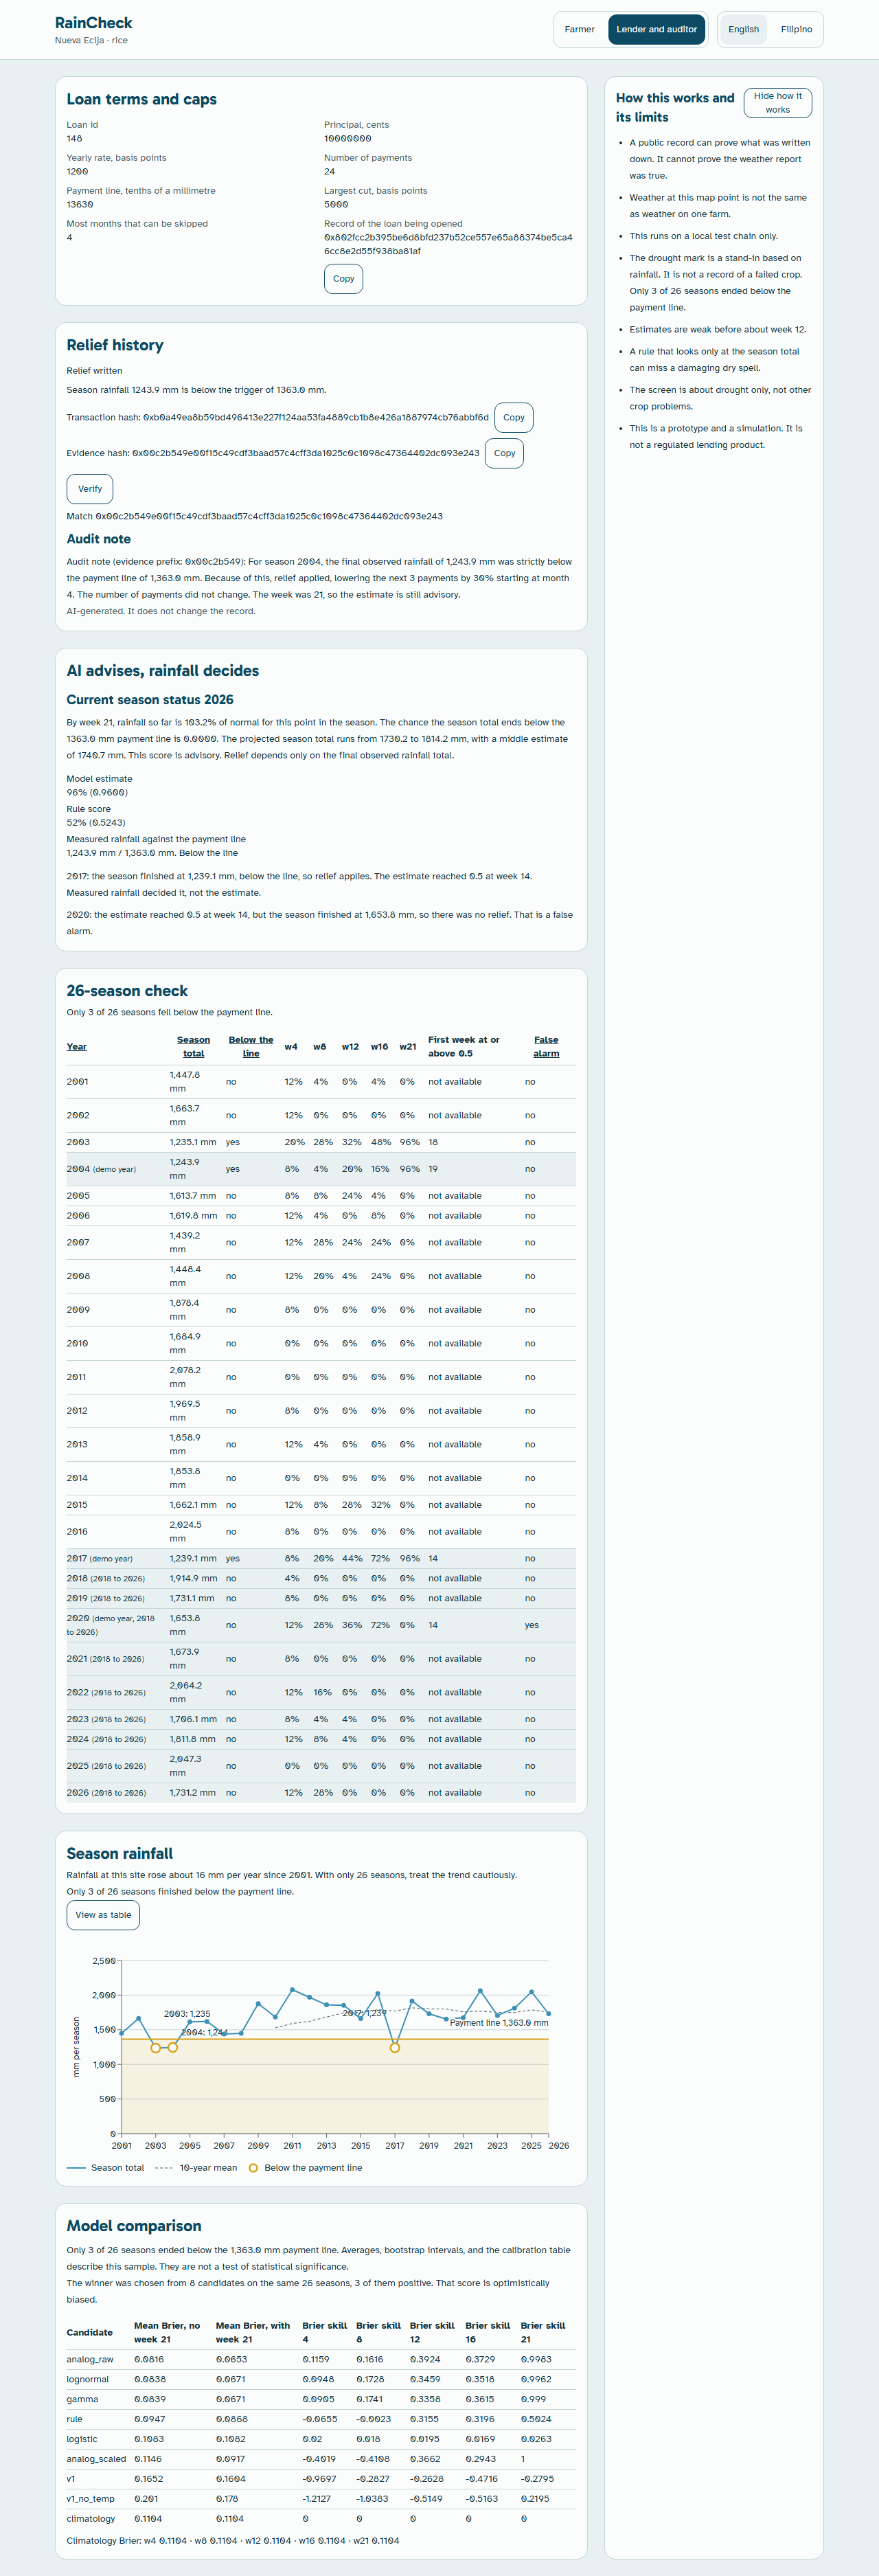 RainCheck
Nueva Ecija · rice
Farmer
Lender and auditor
English
Filipino
Loan terms and caps
Loan id
148
Principal, cents
10000000
Yearly rate, basis points
1200
Number of payments
24
Payment line, tenths of a millimetre
13630
Largest cut, basis points
5000
Most months that can be skipped
4
Record of the loan being opened
0x802fcc2b395be6d8bfd237b52ce557e65a88374be5ca4
6cc8e2d55f938ba81af
Copy
Relief history
Relief written
Season rainfall 1243.9 mm is below the trigger of 1363.0 mm.
Transaction hash: 0xb0a49ea8b59bd496413e227f124aa53fa4889cb1b8e426a1887974cb76abbf6d Copy
Evidence hash: 0x00c2b549e00f15c49cdf3baad57c4cff3da1025c0c1098c47364402dc093e243 Copy
Verify
Match 0x00c2b549e00f15c49cdf3baad57c4cff3da1025c0c1098c47364402dc093e243
Audit note
Audit note (evidence prefix: 0x00c2b549): For season 2004, the final observed rainfall of 1,243.9 mm was strictly below
the payment line of 1,363.0 mm. Because of this, relief applied, lowering the next 3 payments by 30% starting at month
4. The number of payments did not change. The week was 21, so the estimate is still advisory.
AI-generated. It does not change the record.
AI advises, rainfall decides
Current season status 2026
By week 21, rainfall so far is 103.2% of normal for this point in the season. The chance the season total ends below the
1363.0 mm payment line is 0.0000. The projected season total runs from 1730.2 to 1814.2 mm, with a middle estimate
of 1740.7 mm. This score is advisory. Relief depends only on the final observed rainfall total.
Model estimate
96% (0.9600)
Rule score
52% (0.5243)
Measured rainfall against the payment line
1,243.9 mm / 1,363.0 mm. Below the line
2017: the season finished at 1,239.1 mm, below the line, so relief applies. The estimate reached 0.5 at week 14.
Measured rainfall decided it, not the estimate.
2020: the estimate reached 0.5 at week 14, but the season finished at 1,653.8 mm, so there was no relief. That is a false
alarm.
26-season check
Only 3 of 26 seasons fell below the payment line.
Year Season total Below the line w4 w8 w12 w16 w21 First week at or above 0.5 False alarm
2001 1,447.8 mm no 12% 4% 0% 4% 0% not available no
2002 1,663.7 mm no 12% 0% 0% 0% 0% not available no
2003 1,235.1 mm yes 20% 28% 32% 48% 96% 18 no
2004 (demo year) 1,243.9 mm yes 8% 4% 20% 16% 96% 19 no
2005 1,613.7 mm no 8% 8% 24% 4% 0% not available no
2006 1,619.8 mm no 12% 4% 0% 8% 0% not available no
2007 1,439.2 mm no 12% 28% 24% 24% 0% not available no
2008 1,448.4 mm no 12% 20% 4% 24% 0% not available no
2009 1,878.4 mm no 8% 0% 0% 0% 0% not available no
2010 1,684.9 mm no 0% 0% 0% 0% 0% not available no
2011 2,078.2 mm no 0% 0% 0% 0% 0% not available no
2012 1,969.5 mm no 8% 0% 0% 0% 0% not available no
2013 1,858.9 mm no 12% 4% 0% 0% 0% not available no
2014 1,853.8 mm no 0% 0% 0% 0% 0% not available no
2015 1,662.1 mm no 12% 8% 28% 32% 0% not available no
2016 2,024.5 mm no 8% 0% 0% 0% 0% not available no
2017 (demo year) 1,239.1 mm yes 8% 20% 44% 72% 96% 14 no
2018 (2018 to 2026) 1,914.9 mm no 4% 0% 0% 0% 0% not available no
2019 (2018 to 2026) 1,731.1 mm no 8% 0% 0% 0% 0% not available no
2020 (demo year, 2018 to 2026) 1,653.8 mm no 12% 28% 36% 72% 0% 14 yes
2021 (2018 to 2026) 1,673.9 mm no 8% 0% 0% 0% 0% not available no
2022 (2018 to 2026) 2,064.2 mm no 12% 16% 0% 0% 0% not available no
2023 (2018 to 2026) 1,706.1 mm no 8% 4% 4% 0% 0% not available no
2024 (2018 to 2026) 1,811.8 mm no 12% 8% 4% 0% 0% not available no
2025 (2018 to 2026) 2,047.3 mm no 0% 0% 0% 0% 0% not available no
2026 (2018 to 2026) 1,731.2 mm no 12% 28% 0% 0% 0% not available no
Season rainfall
Rainfall at this site rose about 16 mm per year since 2001. With only 26 seasons, treat the trend cautiously.
Only 3 of 26 seasons finished below the payment line.
View as table
mm per season
2,500
2,000
1,500
1,000
500
0
2003: 1,235
2004: 1,244
2017: 1,239
Payment line 1,363.0 mm
2001 2003 2005 2007 2009 2011 2013 2015 2017 2019 2021 2023 2025 2026
Season total
10-year mean
Below the payment line
Model comparison
Only 3 of 26 seasons ended below the 1,363.0 mm payment line. Averages, bootstrap intervals, and the calibration table
describe this sample. They are not a test of statistical significance.
The winner was chosen from 8 candidates on the same 26 seasons, 3 of them positive. That score is optimistically
biased.
Candidate Mean Brier, no week 21 Mean Brier, with week 21 Brier skill 4 Brier skill 8 Brier skill 12 Brier skill 16 Brier skill 21
analog_raw 0.0816 0.0653 0.1159 0.1616 0.3924 0.3729 0.9983
lognormal 0.0838 0.0671 0.0948 0.1728 0.3459 0.3518 0.9962
gamma 0.0839 0.0671 0.0905 0.1741 0.3358 0.3615 0.999
rule 0.0947 0.0868 -0.0655 -0.0023 0.3155 0.3196 0.5024
logistic 0.1083 0.1082 0.02 0.018 0.0195 0.0169 0.0263
analog_scaled 0.1146 0.0917 -0.4019 -0.4108 0.3662 0.2943 1
v1 0.1652 0.1604 -0.9697 -0.2827 -0.2628 -0.4716 -0.2795
v1_no_temp 0.201 0.178 -1.2127 -1.0383 -0.5149 -0.5163 0.2195
climatology 0.1104 0.1104 0 0 0 0 0
Climatology Brier: w4 0.1104 · w8 0.1104 · w12 0.1104 · w16 0.1104 · w21 0.1104
How this works and
its limits
Hide how it
works
• A public record can prove what was written
down. It cannot prove the weather report
was true.
• Weather at this map point is not the same
as weather on one farm.
• This runs on a local test chain only.
• The drought mark is a stand-in based on
rainfall. It is not a record of a failed crop.
Only 3 of 26 seasons ended below the
payment line.
• Estimates are weak before about week 12.
• A rule that looks only at the season total
can miss a damaging dry spell.
• The screen is about drought only, not other
crop problems.
• This is a prototype and a simulation. It is
not a regulated lending product.